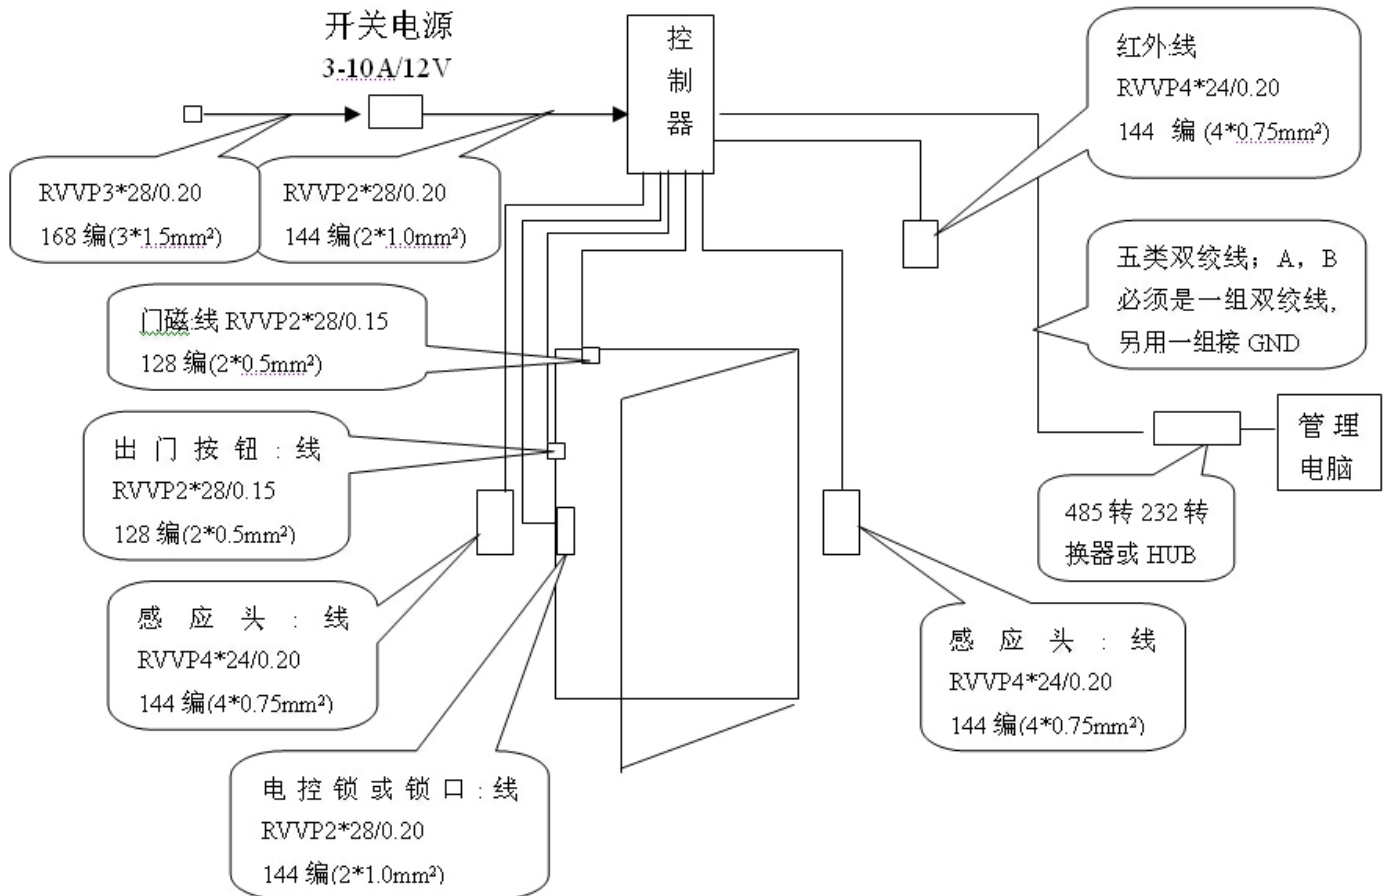 开关电源
3-10A/12V
控
制
器
红外:线
RVVP4*24/0.20
144 编 (4*0.75mm²)
RVVP3*28/0.20
168 编(3*1.5mm²)
RVVP2*28/0.20
144 编(2*1.0mm²)
五类双绞线；A，B
必须是一组双绞线,
另用一组接 GND
门磁:线 RVVP2*28/0.15
128 编(2*0.5mm²)
出门按钮:线
RVVP2*28/0.15
128 编(2*0.5mm²)
管理
电脑
485 转 232 转
换器或 HUB
感应头:线
RVVP4*24/0.20
144 编(4*0.75mm²)
感应头:线
RVVP4*24/0.20
144 编(4*0.75mm²)
电控锁或锁口:线
RVVP2*28/0.20
144 编(2*1.0mm²)